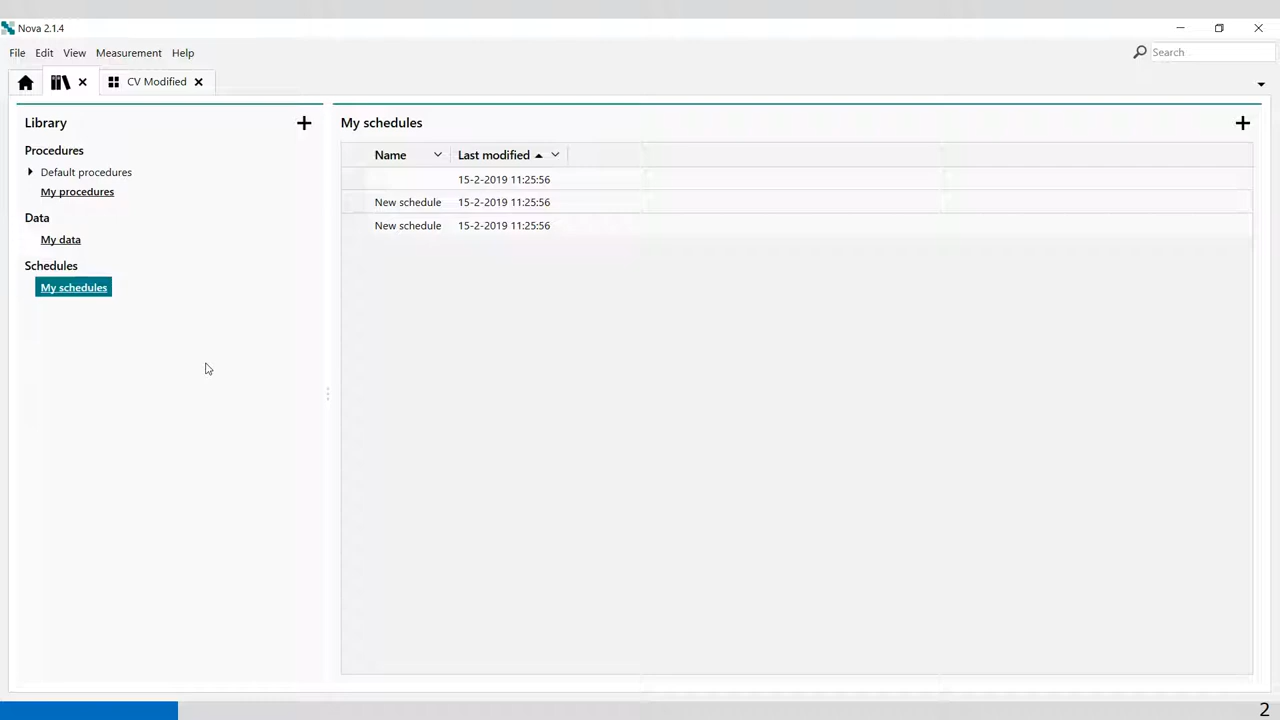 Nova 2.1.4
File Edit View Measurement Help
Search
CV Modified
Library
My schedules
Procedures
Name Last modified
Default procedures
15-2-2019 11:25:56
My procedures
New schedule 15-2-2019 11:25:56
Data
New schedule 15-2-2019 11:25:56
My data
Schedules
My schedules
2